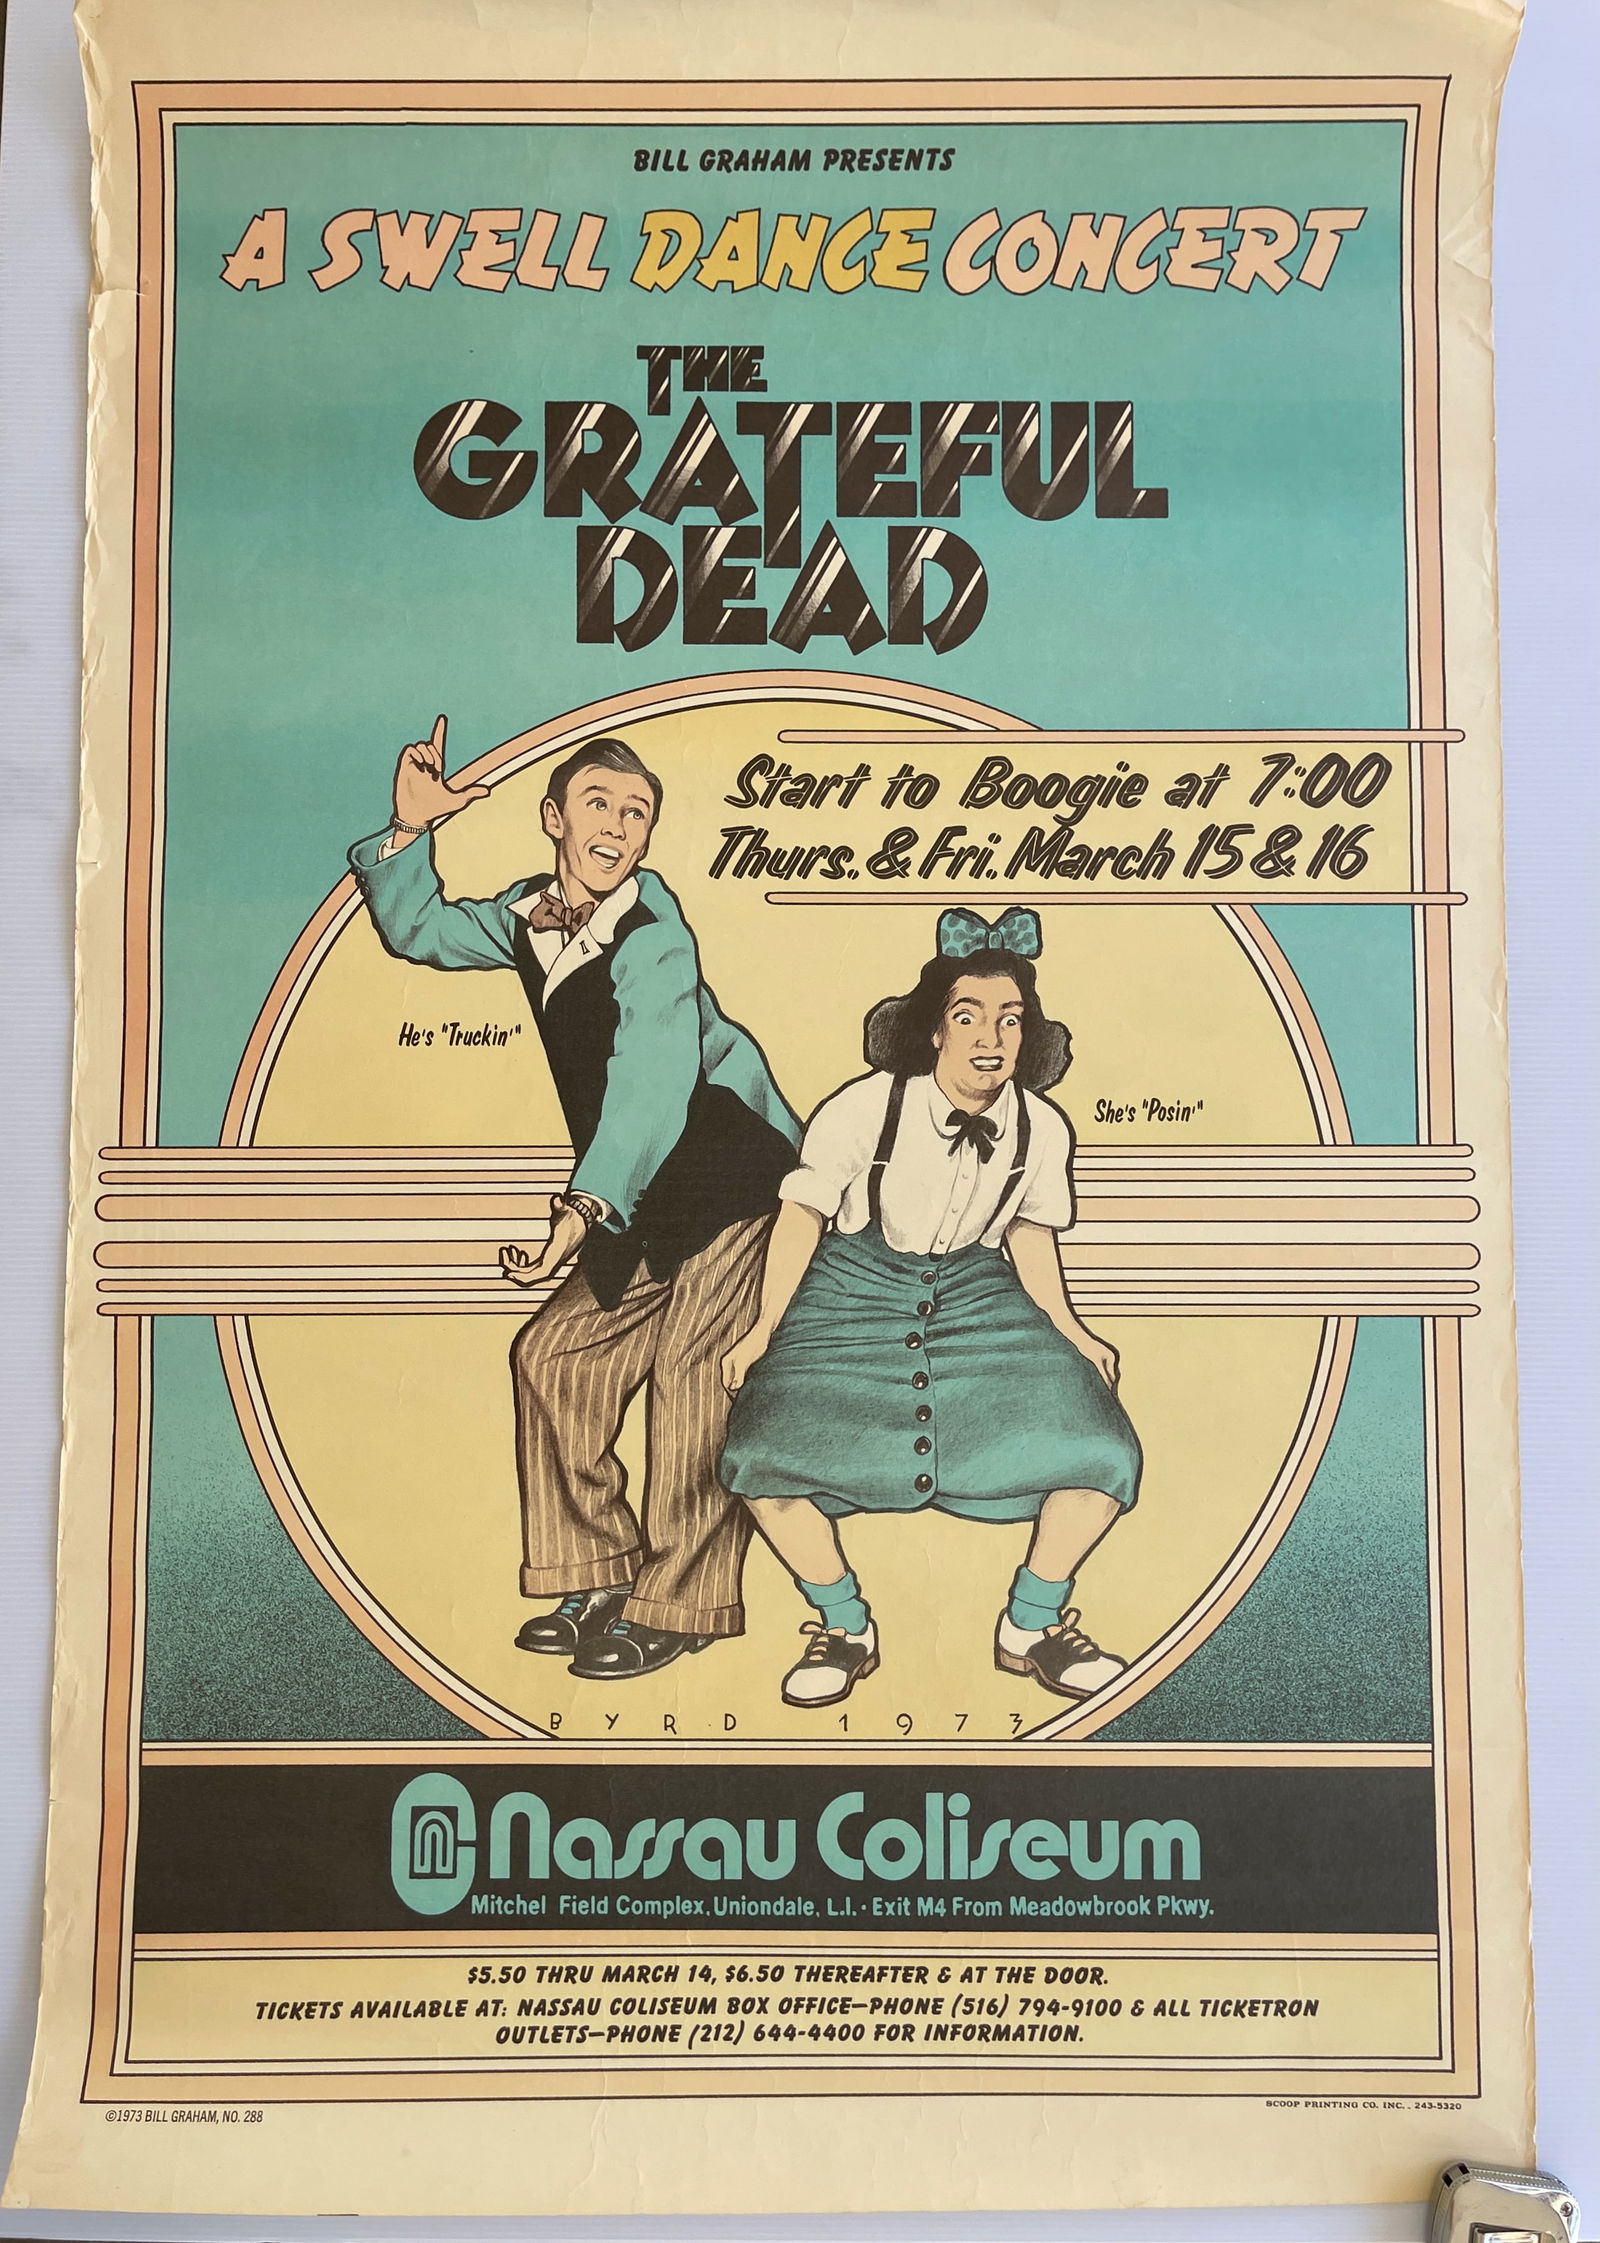 BILL GRAHAM PRESENTS
A SWELL DANCE CONCERT
THE
GRATEFUL
DEAD
Start to Boogie at 7:00
Thurs. & Fri. March 15 & 16
He's "Truckin'"
She's "Posin'"
BYRD 1973
Nassau Coliseum
Mitchel Field Complex, Uniondale, L.I. · Exit M4 From Meadowbrook Pkwy.
$5.50 THRU MARCH 14, $6.50 THEREAFTER & AT THE DOOR.
TICKETS AVAILABLE AT: NASSAU COLISEUM BOX OFFICE—PHONE (516) 794-9100 & ALL TICKETRON
OUTLETS—PHONE (212) 644-4400 FOR INFORMATION.
©1973 BILL GRAHAM, NO. 288
SCOOP PRINTING CO. INC. . 243-5320